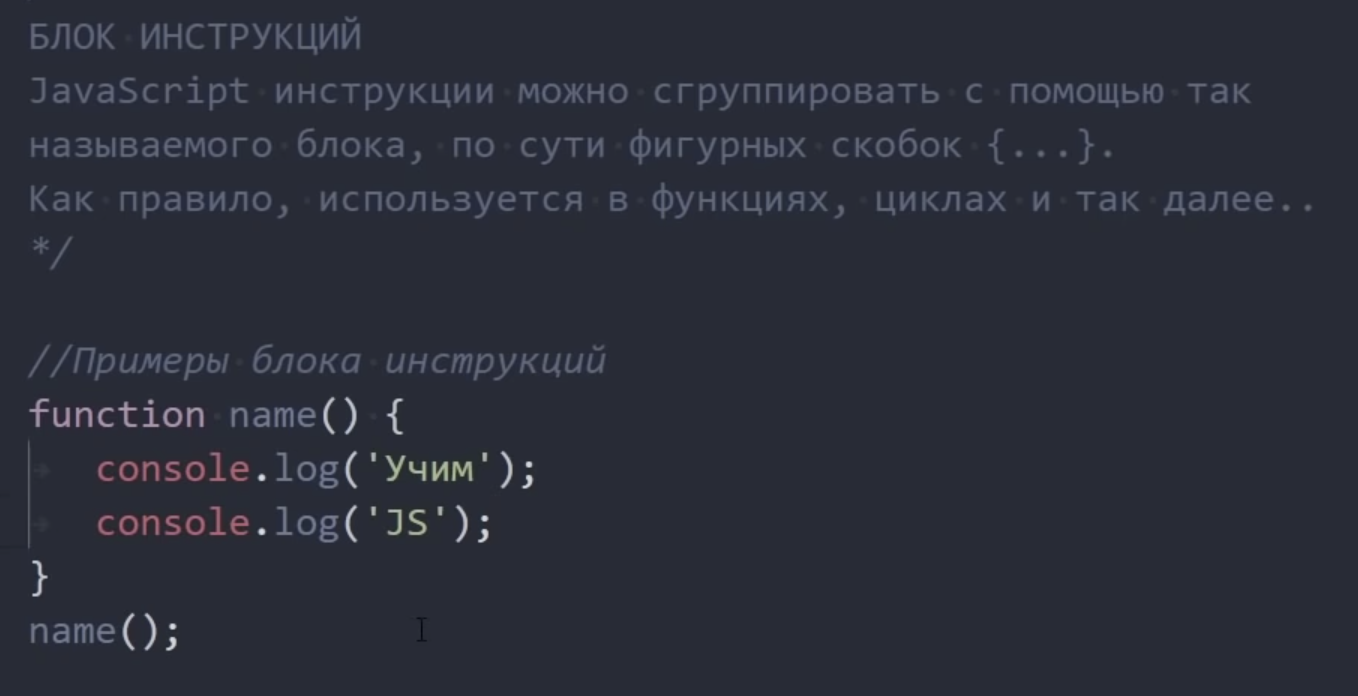 БЛОК ИНСТРУКЦИЙ
JavaScript инструкции можно сгруппировать с помощью так
называемого блока, по сути фигурных скобок {...}.
Как правило, используется в функциях, циклах и так далее..
*/
//Примеры блока инструкций
function name() {
console.log('Учим');
console.log('JS');
}
name();